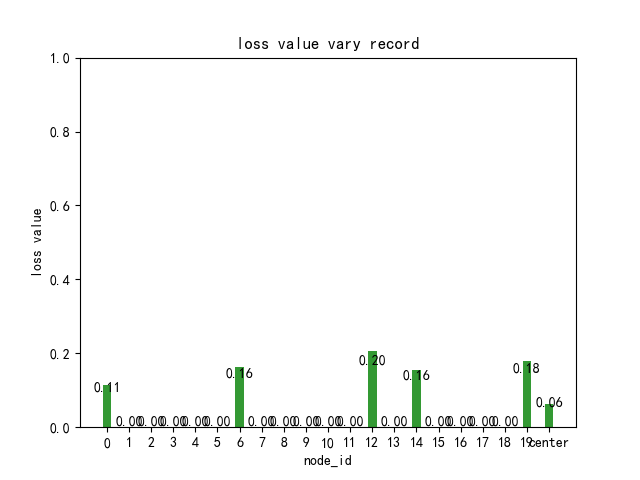 loss value vary record
1.0
0.8
0.6
0.4
0.2
0.0
loss value
0.11 0.00 0.00 0.00 0.00 0.00 0.16 0.00 0.00 0.00 0.00 0.00 0.20 0.00 0.16 0.00 0.00 0.00 0.00 0.18 0.06
0 1 2 3 4 5 6 7 8 9 10 11 12 13 14 15 16 17 18 19 center
node_id